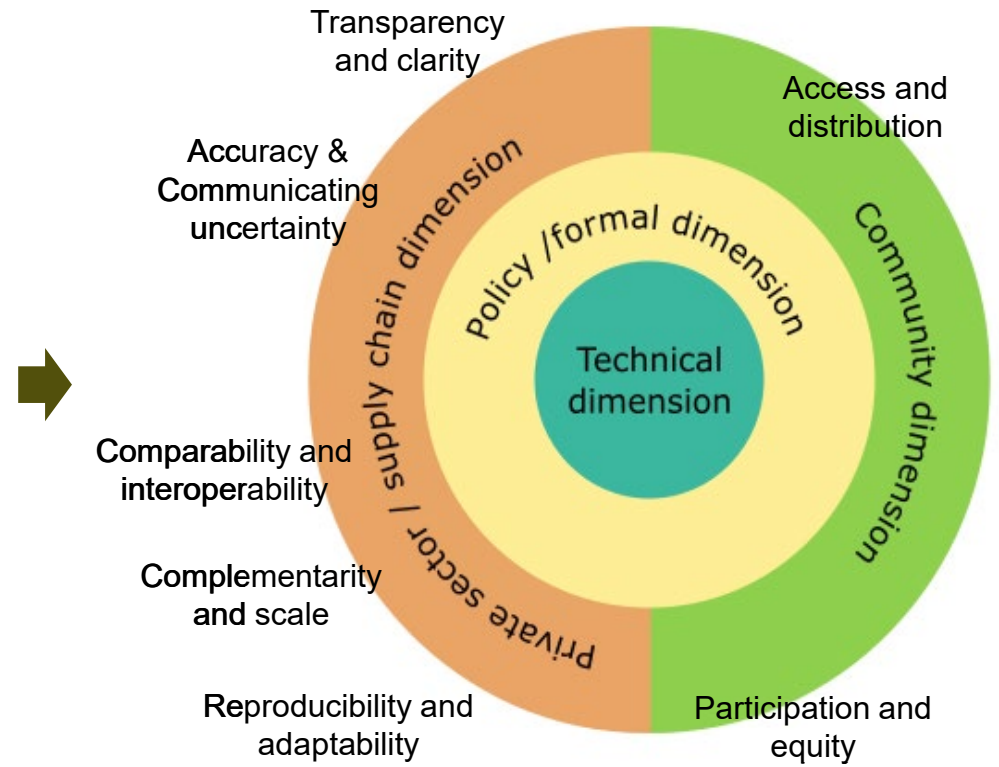 Transparency
and clarity
Access and
distribution
Accuracy &
Communicating
uncertainty
Private sector / supply chain dimension
Policy /formal dimension
Technical
dimension
Community dimension
Comparability and
interoperability
Complementarity
and scale
Reproducibility and
adaptability
Participation and
equity